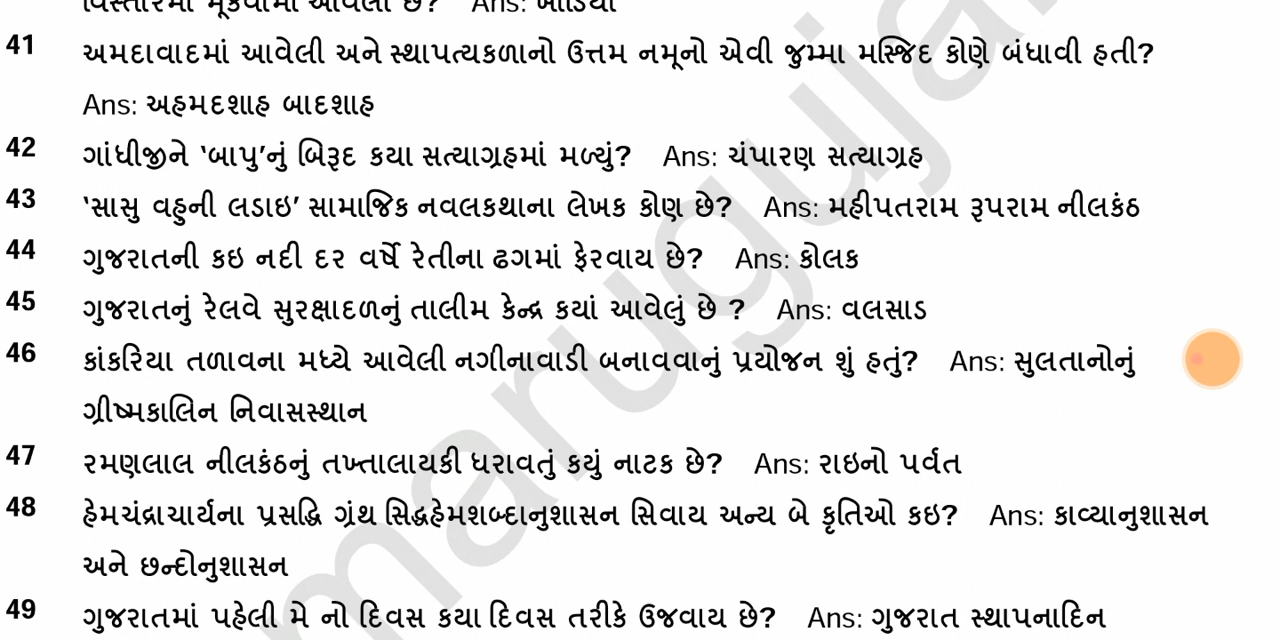 વિસ્તારમાં મૂકવામાં આવેલી છે? Ans: ખાડિયા
41 અમદાવાદમાં આવેલી અને સ્થાપત્યકળાનો ઉત્તમ નમૂનો એવી જુમ્મા મસ્જિદ કોણે બંધાવી હતી?
Ans: અહમદશાહ બાદશાહ
42 ગાંધીજીને ‘બાપુ’નું બિરૂદ કયા સત્યાગ્રહમાં મળ્યું? Ans: ચંપારણ સત્યાગ્રહ
43 ‘સાસુ વહુની લડાઇ’ સામાજિક નવલકથાના લેખક કોણ છે? Ans: મહીપતરામ રૂપરામ નીલકંઠ
44 ગુજરાતની કઇ નદી દર વર્ષે રેતીના ઢગમાં ફેરવાય છે? Ans: કોલક
45 ગુજરાતનું રેલવે સુરક્ષાદળનું તાલીમ કેન્દ્ર કયાં આવેલું છે ? Ans: વલસાડ
46 કાંકરિયા તળાવના મધ્યે આવેલી નગીનાવાડી બનાવવાનું પ્રયોજન શું હતું? Ans: સુલતાનોનું
ગ્રીષ્મકાલિન નિવાસસ્થાન
47 રમણલાલ નીલકંઠનું તખ્તાલાયકી ધરાવતું કયું નાટક છે? Ans: રાઇનો પર્વત
48 હેમચંદ્રાચાર્યના પ્રસદ્ધિ ગ્રંથ સિદ્ધહેમશબ્દાનુશાસન સિવાય અન્ય બે કૃતિઓ કઇ? Ans: કાવ્યાનુશાસન
અને છન્દોનુશાસન
49 ગુજરાતમાં પહેલી મે નો દિવસ કયા દિવસ તરીકે ઉજવાય છે? Ans: ગુજરાત સ્થાપનાદિન
marugujar